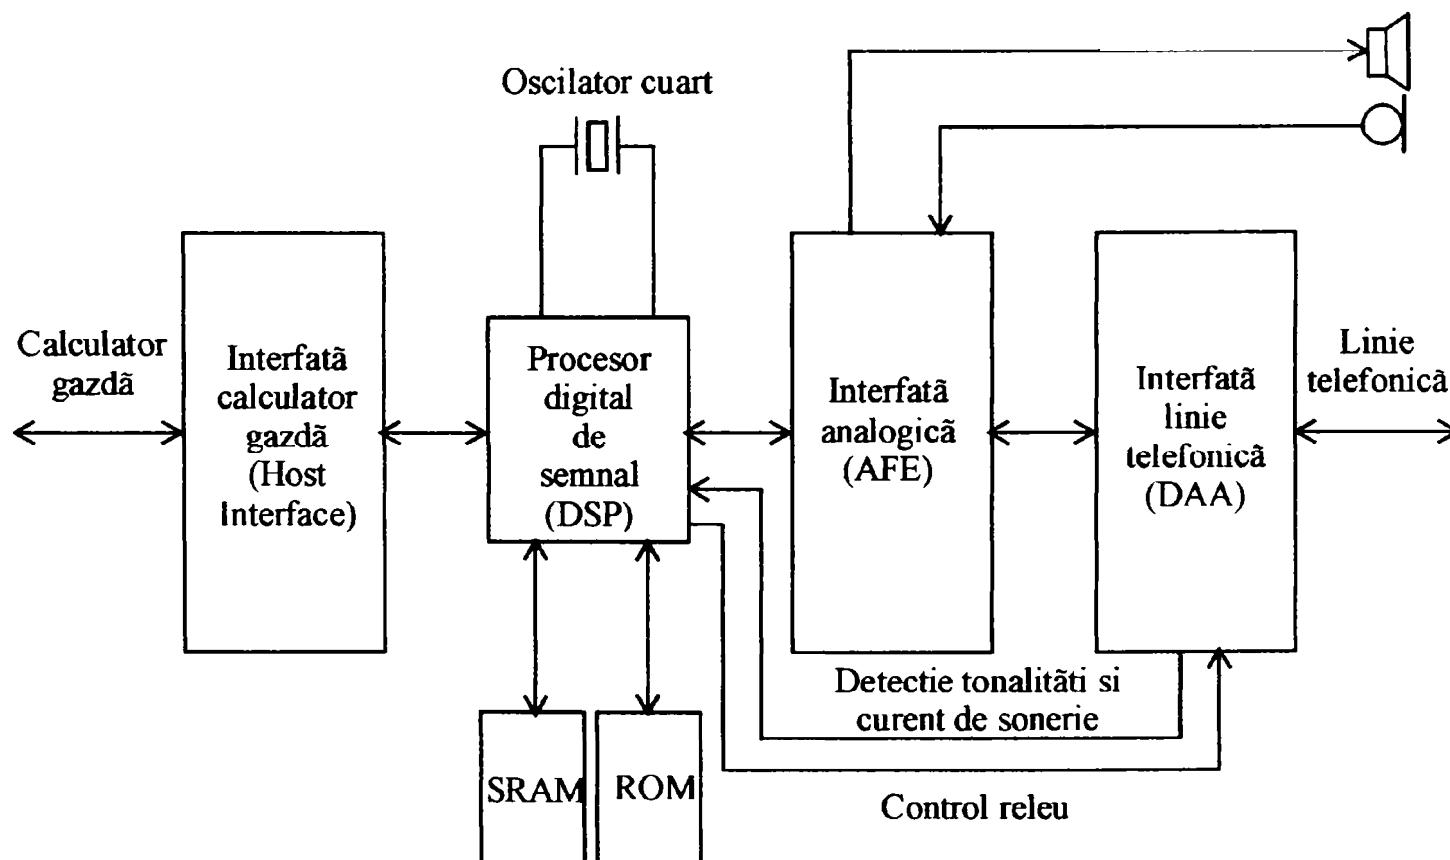 Oscilator cuart
Calculator
gazdã
Interfatã
calculator
gazdã
(Host
Interface)
Procesor
digital
de
semnal
(DSP)
Interfatã
analogicã
(AFE)
Interfatã
linie
telefonicã
(DAA)
Linie
telefonicã
Detectie tonalitãti si
curent de sonerie
SRAM
ROM
Control releu